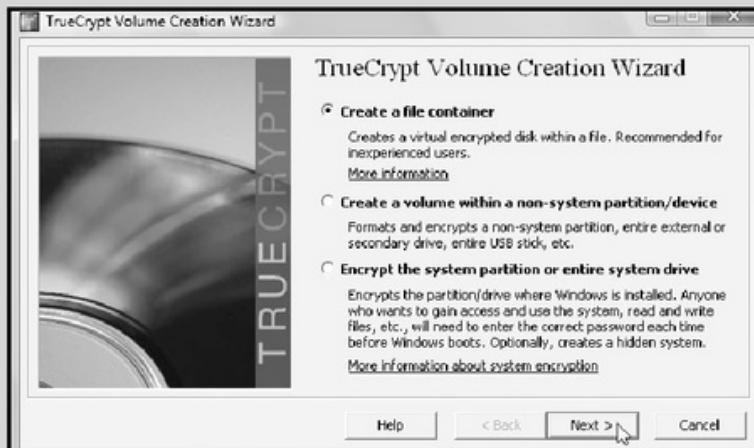 TrueCrypt Volume Creation Wizard
TRUECRYPT
TrueCrypt Volume Creation Wizard
Create a file container
Creates a virtual encrypted disk within a file. Recommended for
inexperienced users.
More information
Create a volume within a non-system partition/device
Formats and encrypts a non-system partition, entire external or
secondary drive, entire USB stick, etc.
Encrypt the system partition or entire system drive
Encrypts the partition/drive where Windows is installed. Anyone
who wants to gain access and use the system, read and write
files, etc., will need to enter the correct password each time
before Windows boots. Optionally, creates a hidden system.
More information about system encryption
Help
< Back
Next >
Cancel